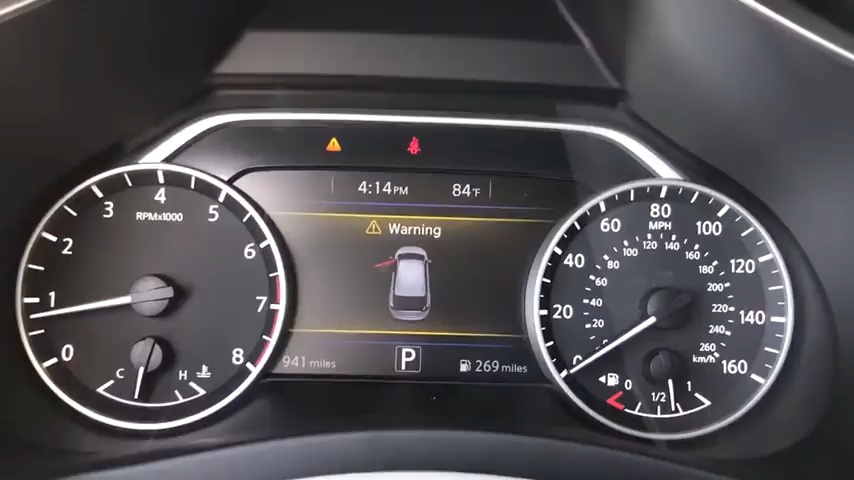 4:14PM 84°F
Warning
941 miles P 269 miles
0 1 2 3 4 5 6 7 8
RPMx1000
C H
0 20 40 60 80 100 120 140 160
MPH
20 40 60 80 100 120 140 160 180 200 220 240 260
km/h
0 1/2 1